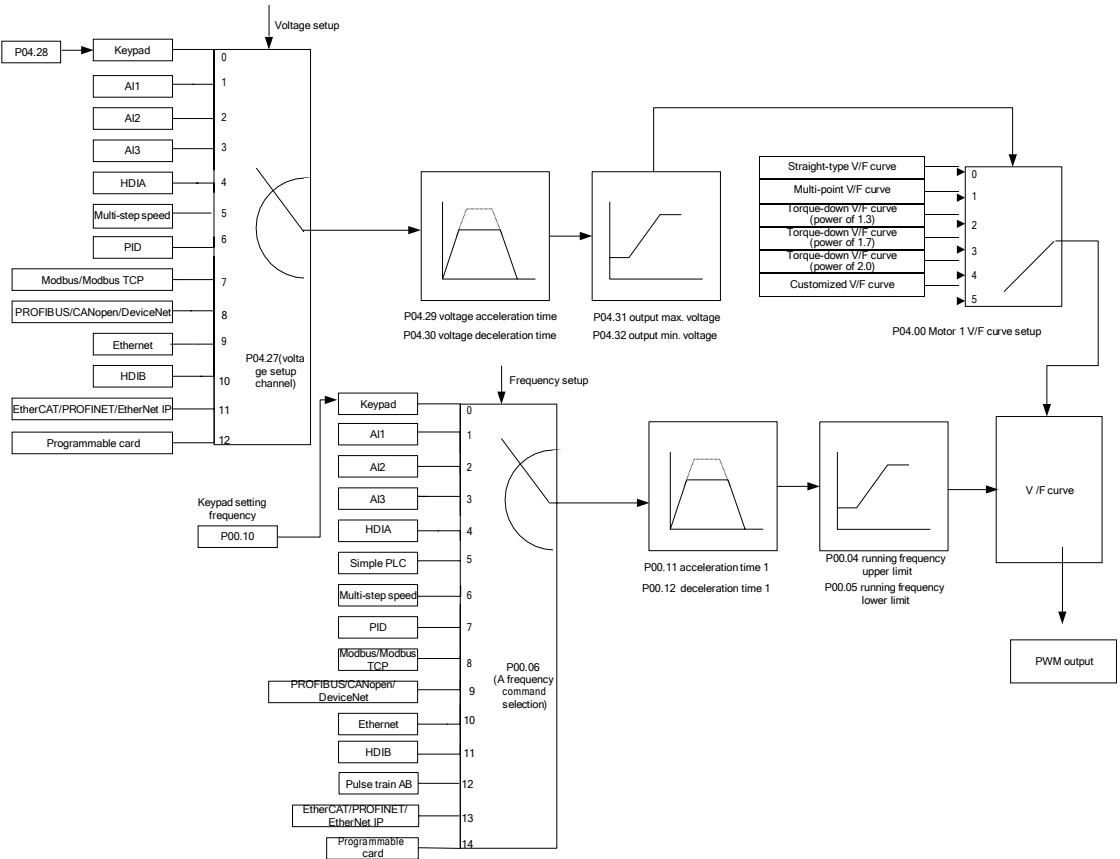 Voltage setup
P04.28
Keypad
0
AI1
1
AI2
2
AI3
3
HDIA
4
Multi-step speed
5
PID
6
Modbus/Modbus TCP
7
PROFIBUS/CANopen/DeviceNet
8
Ethernet
9
HDIB
10
EtherCAT/PROFINET/EtherNet IP
11
Programmable card
12
P04.27(volta
ge setup
channel)
P04.29 voltage acceleration time
P04.30 voltage deceleration time
P04.31 output max. voltage
P04.32 output min. voltage
Straight-type V/F curve
0
Multi-point V/F curve
1
Torque-down V/F curve
(power of 1.3)
2
Torque-down V/F curve
(power of 1.7)
3
Torque-down V/F curve
(power of 2.0)
4
Customized V/F curve
5
P04.00 Motor 1 V/F curve setup
Frequency setup
Keypad
0
AI1
1
AI2
2
AI3
3
Keypad setting
frequency
P00.10
HDIA
4
Simple PLC
5
Multi-step speed
6
PID
7
Modbus/Modbus
TCP
8
PROFIBUS/CANopen/
DeviceNet
9
Ethernet
10
HDIB
11
Pulse train AB
12
EtherCAT/PROFINET/
EtherNet IP
13
Programmable
card
14
P00.06
(A frequency
command
selection)
P00.11 acceleration time 1
P00.12 deceleration time 1
P00.04 running frequency
upper limit
P00.05 running frequency
lower limit
V /F curve
PWM output